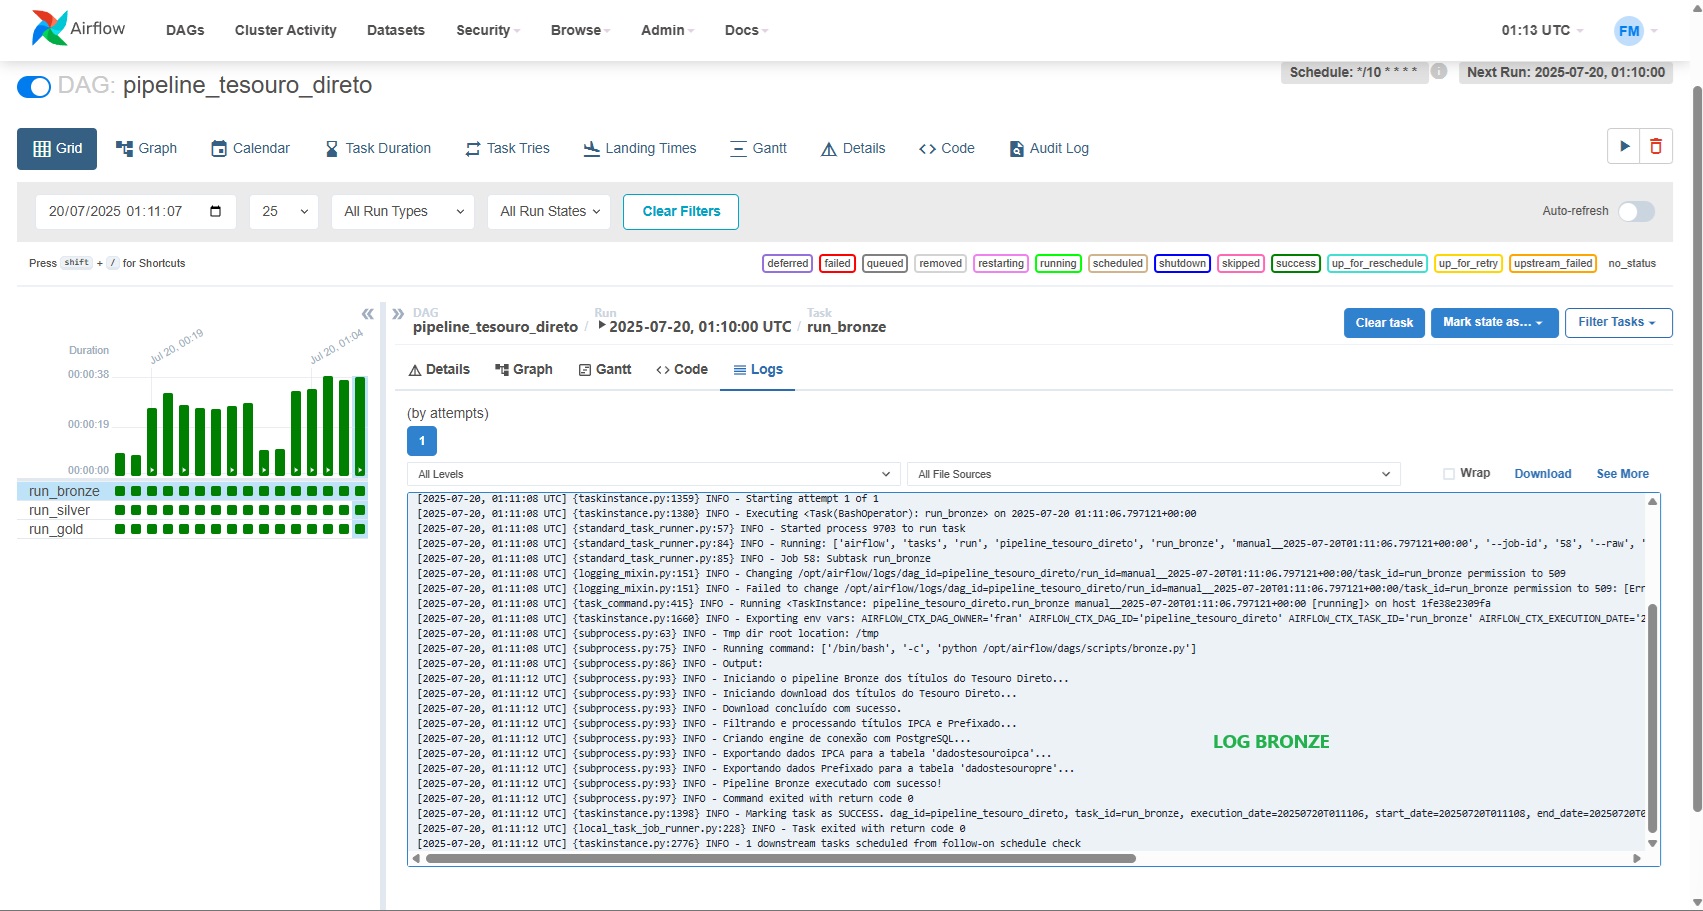 Airflow
DAGs Cluster Activity Datasets Security Browse Admin Docs 01:13 UTC FM
DAG: pipeline_tesouro_direto
Schedule: */10 * * * * i Next Run: 2025-07-20, 01:10:00
Grid Graph Calendar Task Duration Task Tries Landing Times Gantt Details Code Audit Log
20/07/2025 01:11:07 25 All Run Types All Run States Clear Filters Auto-refresh
Press shift + / for Shortcuts
deferred failed queued removed restarting running scheduled shutdown skipped success up_for_reschedule up_for_retry upstream_failed no_status
DAG Run Task
pipeline_tesouro_direto / 2025-07-20, 01:10:00 UTC / run_bronze
Clear task Mark state as... Filter Tasks
Details Graph Gantt Code Logs
Duration
Jul 20, 00:19
Jul 20, 01:04
00:00:38
00:00:19
00:00:00
run_bronze
run_silver
run_gold
(by attempts)
1
All Levels All File Sources Wrap Download See More
[2025-07-20, 01:11:08 UTC] {taskinstance.py:1359} INFO - Starting attempt 1 of 1
[2025-07-20, 01:11:08 UTC] {taskinstance.py:1380} INFO - Executing <Task(BashOperator): run_bronze> on 2025-07-20 01:11:06.797121+00:00
[2025-07-20, 01:11:08 UTC] {standard_task_runner.py:57} INFO - Started process 9703 to run task
[2025-07-20, 01:11:08 UTC] {standard_task_runner.py:84} INFO - Running: ['airflow', 'tasks', 'run', 'pipeline_tesouro_direto', 'run_bronze', 'manual__2025-07-20T01:11:06.797121+00:00', '--job-id', '58', '--raw', '
[2025-07-20, 01:11:08 UTC] {standard_task_runner.py:85} INFO - Job 58: Subtask run_bronze
[2025-07-20, 01:11:08 UTC] {logging_mixin.py:151} INFO - Changing /opt/airflow/logs/dag_id=pipeline_tesouro_direto/run_id=manual__2025-07-20T01:11:06.797121+00:00/task_id=run_bronze permission to 509
[2025-07-20, 01:11:08 UTC] {logging_mixin.py:151} INFO - Failed to change /opt/airflow/logs/dag_id=pipeline_tesouro_direto/run_id=manual__2025-07-20T01:11:06.797121+00:00/task_id=run_bronze permission to 509: [Err
[2025-07-20, 01:11:08 UTC] {task_command.py:415} INFO - Running <TaskInstance: pipeline_tesouro_direto.run_bronze manual__2025-07-20T01:11:06.797121+00:00 [running]> on host 1fe38e2309fa
[2025-07-20, 01:11:08 UTC] {taskinstance.py:1660} INFO - Exporting env vars: AIRFLOW_CTX_DAG_OWNER='fran' AIRFLOW_CTX_DAG_ID='pipeline_tesouro_direto' AIRFLOW_CTX_TASK_ID='run_bronze' AIRFLOW_CTX_EXECUTION_DATE='2
[2025-07-20, 01:11:08 UTC] {subprocess.py:63} INFO - Tmp dir root location: /tmp
[2025-07-20, 01:11:08 UTC] {subprocess.py:75} INFO - Running command: ['/bin/bash', '-c', 'python /opt/airflow/dags/scripts/bronze.py']
[2025-07-20, 01:11:08 UTC] {subprocess.py:86} INFO - Output:
[2025-07-20, 01:11:12 UTC] {subprocess.py:93} INFO - Iniciando o pipeline Bronze dos títulos do Tesouro Direto...
[2025-07-20, 01:11:12 UTC] {subprocess.py:93} INFO - Iniciando download dos títulos do Tesouro Direto...
[2025-07-20, 01:11:12 UTC] {subprocess.py:93} INFO - Download concluído com sucesso.
[2025-07-20, 01:11:12 UTC] {subprocess.py:93} INFO - Filtrando e processando títulos IPCA e Prefixado...
[2025-07-20, 01:11:12 UTC] {subprocess.py:93} INFO - Criando engine de conexão com PostgreSQL...
[2025-07-20, 01:11:12 UTC] {subprocess.py:93} INFO - Exportando dados IPCA para a tabela 'dadostesouroipca'...
[2025-07-20, 01:11:12 UTC] {subprocess.py:93} INFO - Exportando dados Prefixado para a tabela 'dadostesouropre'...
[2025-07-20, 01:11:12 UTC] {subprocess.py:93} INFO - Pipeline Bronze executado com sucesso!
[2025-07-20, 01:11:12 UTC] {subprocess.py:97} INFO - Command exited with return code 0
[2025-07-20, 01:11:12 UTC] {taskinstance.py:1398} INFO - Marking task as SUCCESS. dag_id=pipeline_tesouro_direto, task_id=run_bronze, execution_date=20250720T011106, start_date=20250720T011108, end_date=20250720T0
[2025-07-20, 01:11:12 UTC] {local_task_job_runner.py:228} INFO - Task exited with return code 0
[2025-07-20, 01:11:12 UTC] {taskinstance.py:2776} INFO - 1 downstream tasks scheduled from follow-on schedule check
LOG BRONZE